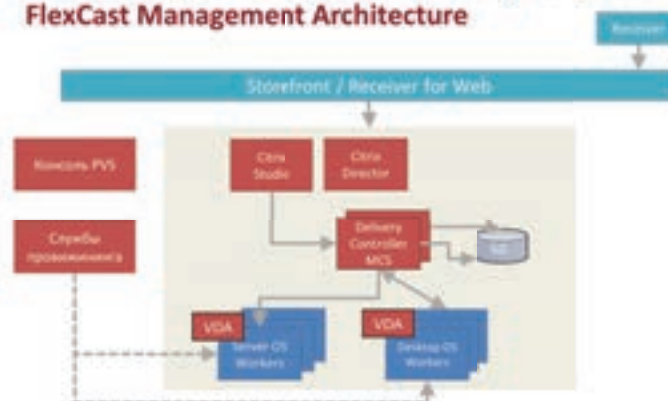 FlexCast Management Architecture
Receiver
Storefront / Receiver for Web
Консоль PVS
Citrix
Studio
Citrix
Director
Службы
провижининга
Delivery
Controller
MCS
VDA
Server OS
Workers
VDA
Desktop OS
Workers